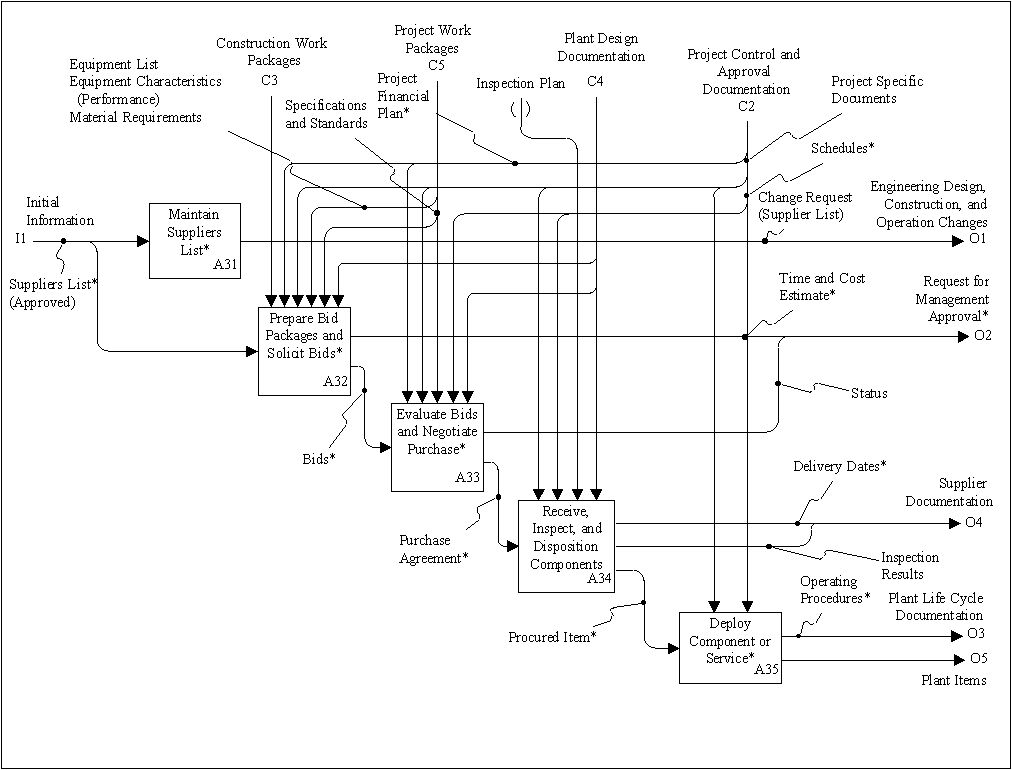 Construction Work
Packages
C3
Project Work
Packages
C5
Plant Design
Documentation
C4
Project Control and
Approval
Documentation
C2
Equipment List
Equipment Characteristics
(Performance)
Material Requirements
Specifications
and Standards
Project
Financial
Plan*
Inspection Plan
( )
Project Specific
Documents
Schedules*
Initial
Information
I1
Suppliers List*
(Approved)
Maintain
Suppliers
List*
A31
Change Request
(Supplier List)
Engineering Design,
Construction, and
Operation Changes
O1
Time and Cost
Estimate*
Request for
Management
Approval*
O2
Prepare Bid
Packages and
Solicit Bids*
A32
Status
Bids*
Evaluate Bids
and Negotiate
Purchase*
A33
Delivery Dates*
Supplier
Documentation
O4
Purchase
Agreement*
Receive,
Inspect, and
Disposition
Components
A34
Inspection
Results
Operating
Procedures*
Plant Life Cycle
Documentation
O3
Procured Item*
Deploy
Component or
Service*
A35
O5
Plant Items